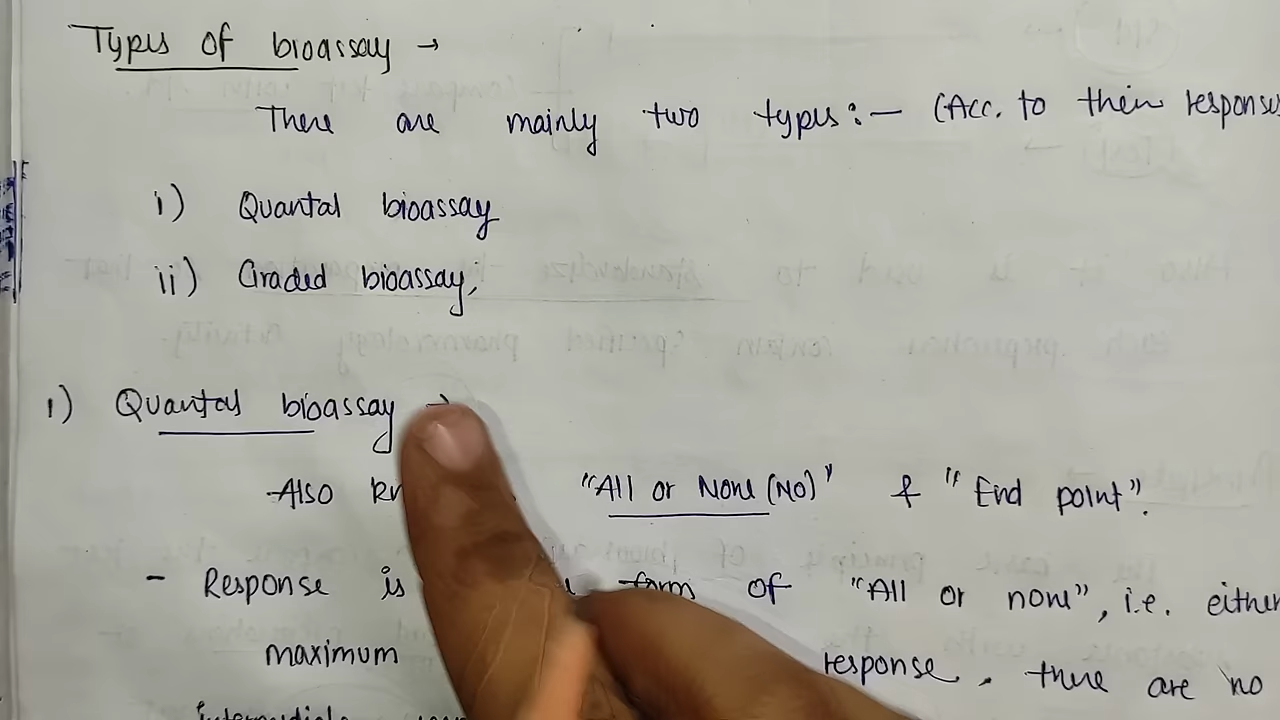 Types of bioassay →
There are mainly two types:— (Acc. to their response
i) Quantal bioassay
ii) Graded bioassay;
1) Quantal bioassay →
Also "All or None (No)" & "End point".
- Response is form of "All or none", i.e. either
maximum response, there are no